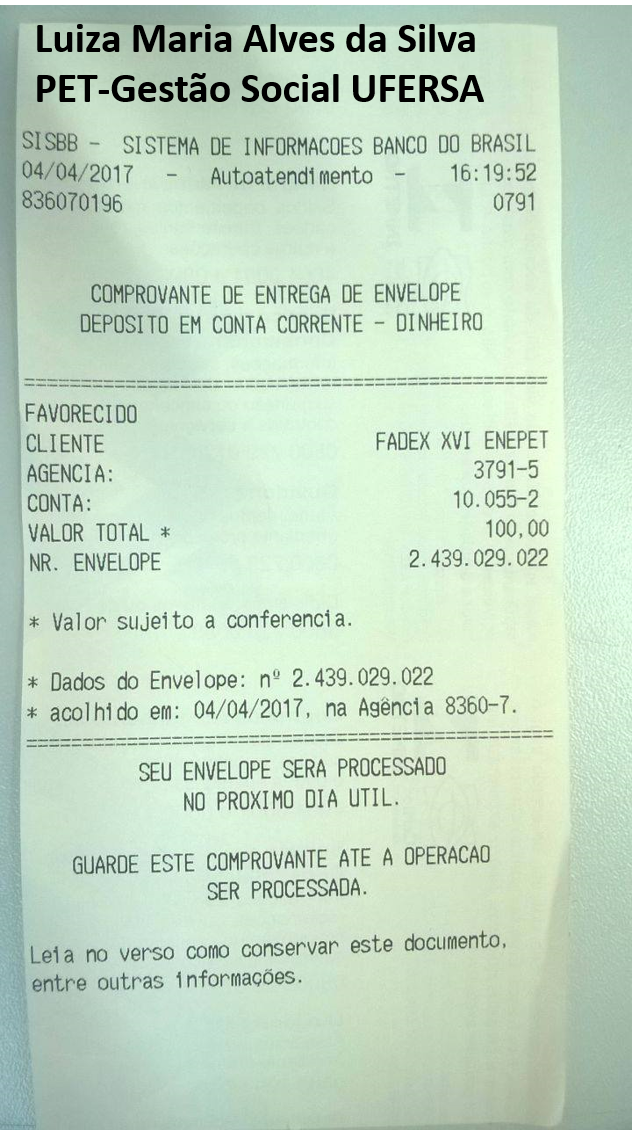 Luiza Maria Alves da Silva
PET-Gestão Social UFERSA
SISBB - SISTEMA DE INFORMACOES BANCO DO BRASIL
04/04/2017 - Autoatendimento - 16:19:52
836070196 0791
COMPROVANTE DE ENTREGA DE ENVELOPE
DEPOSITO EM CONTA CORRENTE - DINHEIRO
================================================
FAVORECIDO
CLIENTE FADEX XVI ENEPET
AGENCIA: 3791-5
CONTA: 10.055-2
VALOR TOTAL * 100,00
NR. ENVELOPE 2.439.029.022
* Valor sujeito a conferencia.
* Dados do Envelope: nº 2.439.029.022
* acolhido em: 04/04/2017, na Agência 8360-7.
================================================
SEU ENVELOPE SERA PROCESSADO
NO PROXIMO DIA UTIL.
GUARDE ESTE COMPROVANTE ATE A OPERACAO
SER PROCESSADA.
Leia no verso como conservar este documento,
entre outras informações.